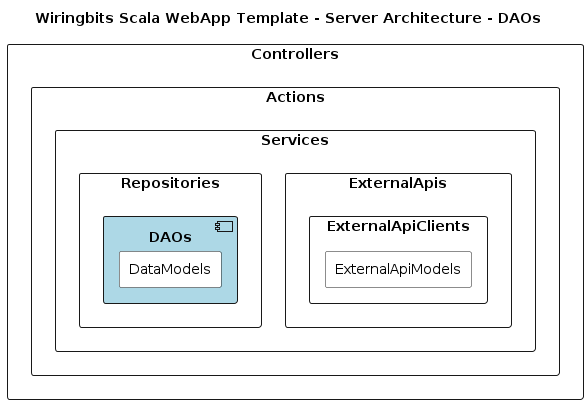 Wiringbits Scala WebApp Template - Server Architecture - DAOs
Controllers
Actions
Services
Repositories
ExternalApis
DAOs
ExternalApiClients
DataModels
ExternalApiModels